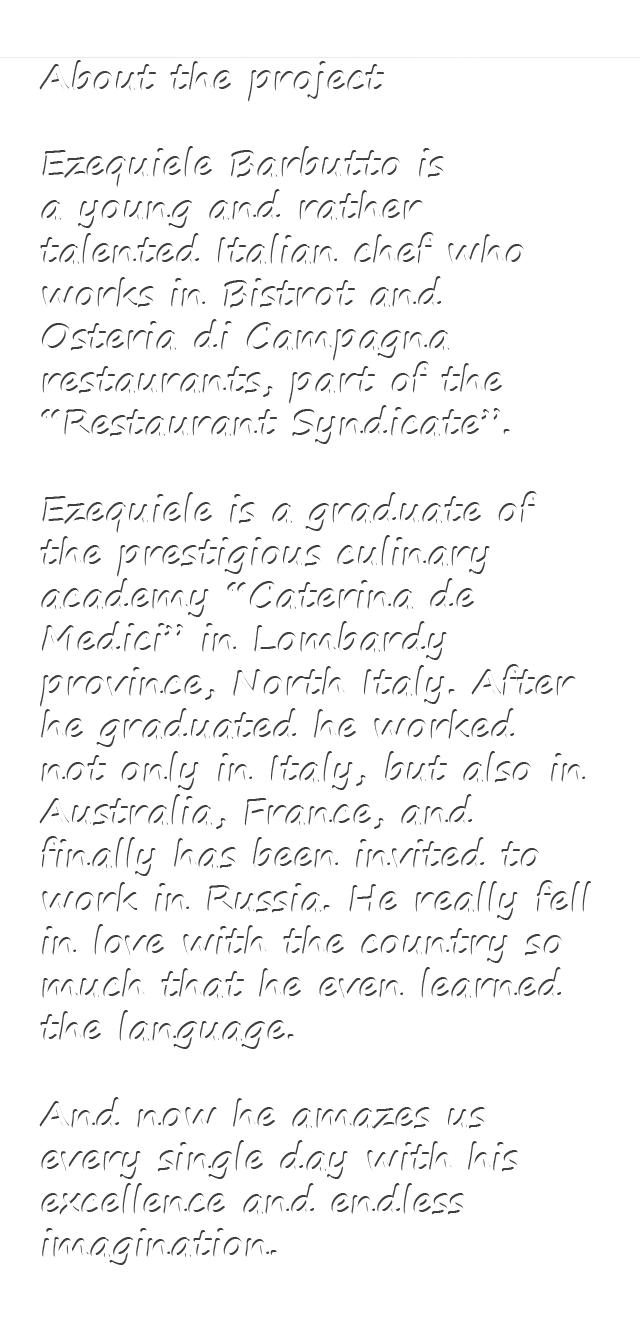 About the project
Ezequiele Barbutto is
a young and rather
talented Italian chef who
works in Bistrot and
Osteria di Campagna
restaurants, part of the
“Restaurant Syndicate”.
Ezequiele is a graduate of
the prestigious culinary
academy “Caterina de
Medici” in Lombardy
province, North Italy. After
he graduated he worked
not only in Italy, but also in
Australia, France, and
finally has been invited to
work in Russia. He really fell
in love with the country so
much that he even learned
the language.
And now he amazes us
every single day with his
excellence and endless
imagination.